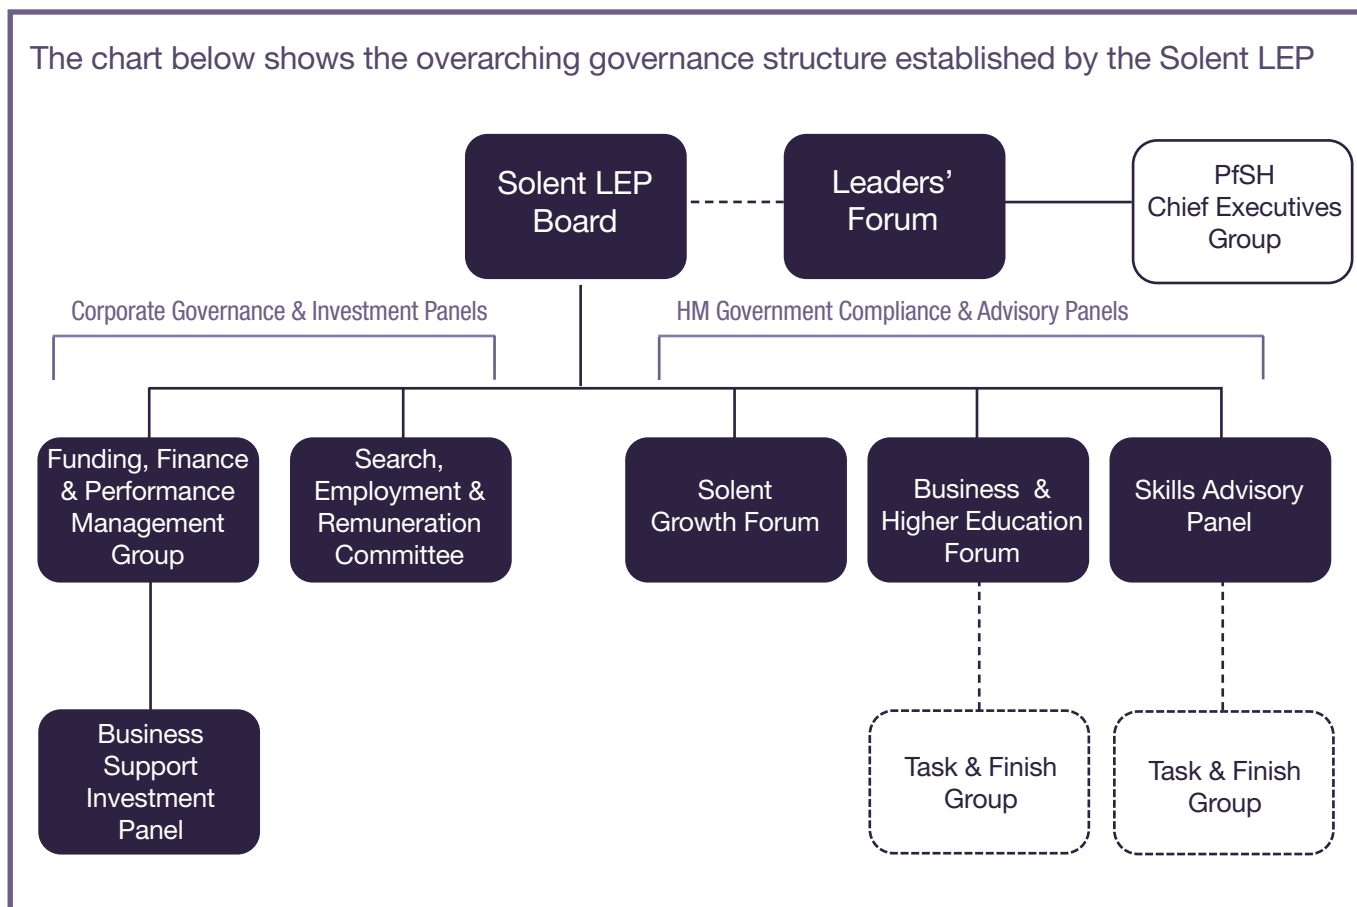 The chart below shows the overarching governance structure established by the Solent LEP
Solent LEP
Board
Leaders’
Forum
PfSH
Chief Executives
Group
Corporate Governance & Investment Panels
HM Government Compliance & Advisory Panels
Funding, Finance
& Performance
Management
Group
Search,
Employment &
Remuneration
Committee
Solent
Growth Forum
Business & 
Higher Education
Forum
Skills Advisory
Panel
Business
Support
Investment
Panel
Task & Finish
Group
Task & Finish
Group